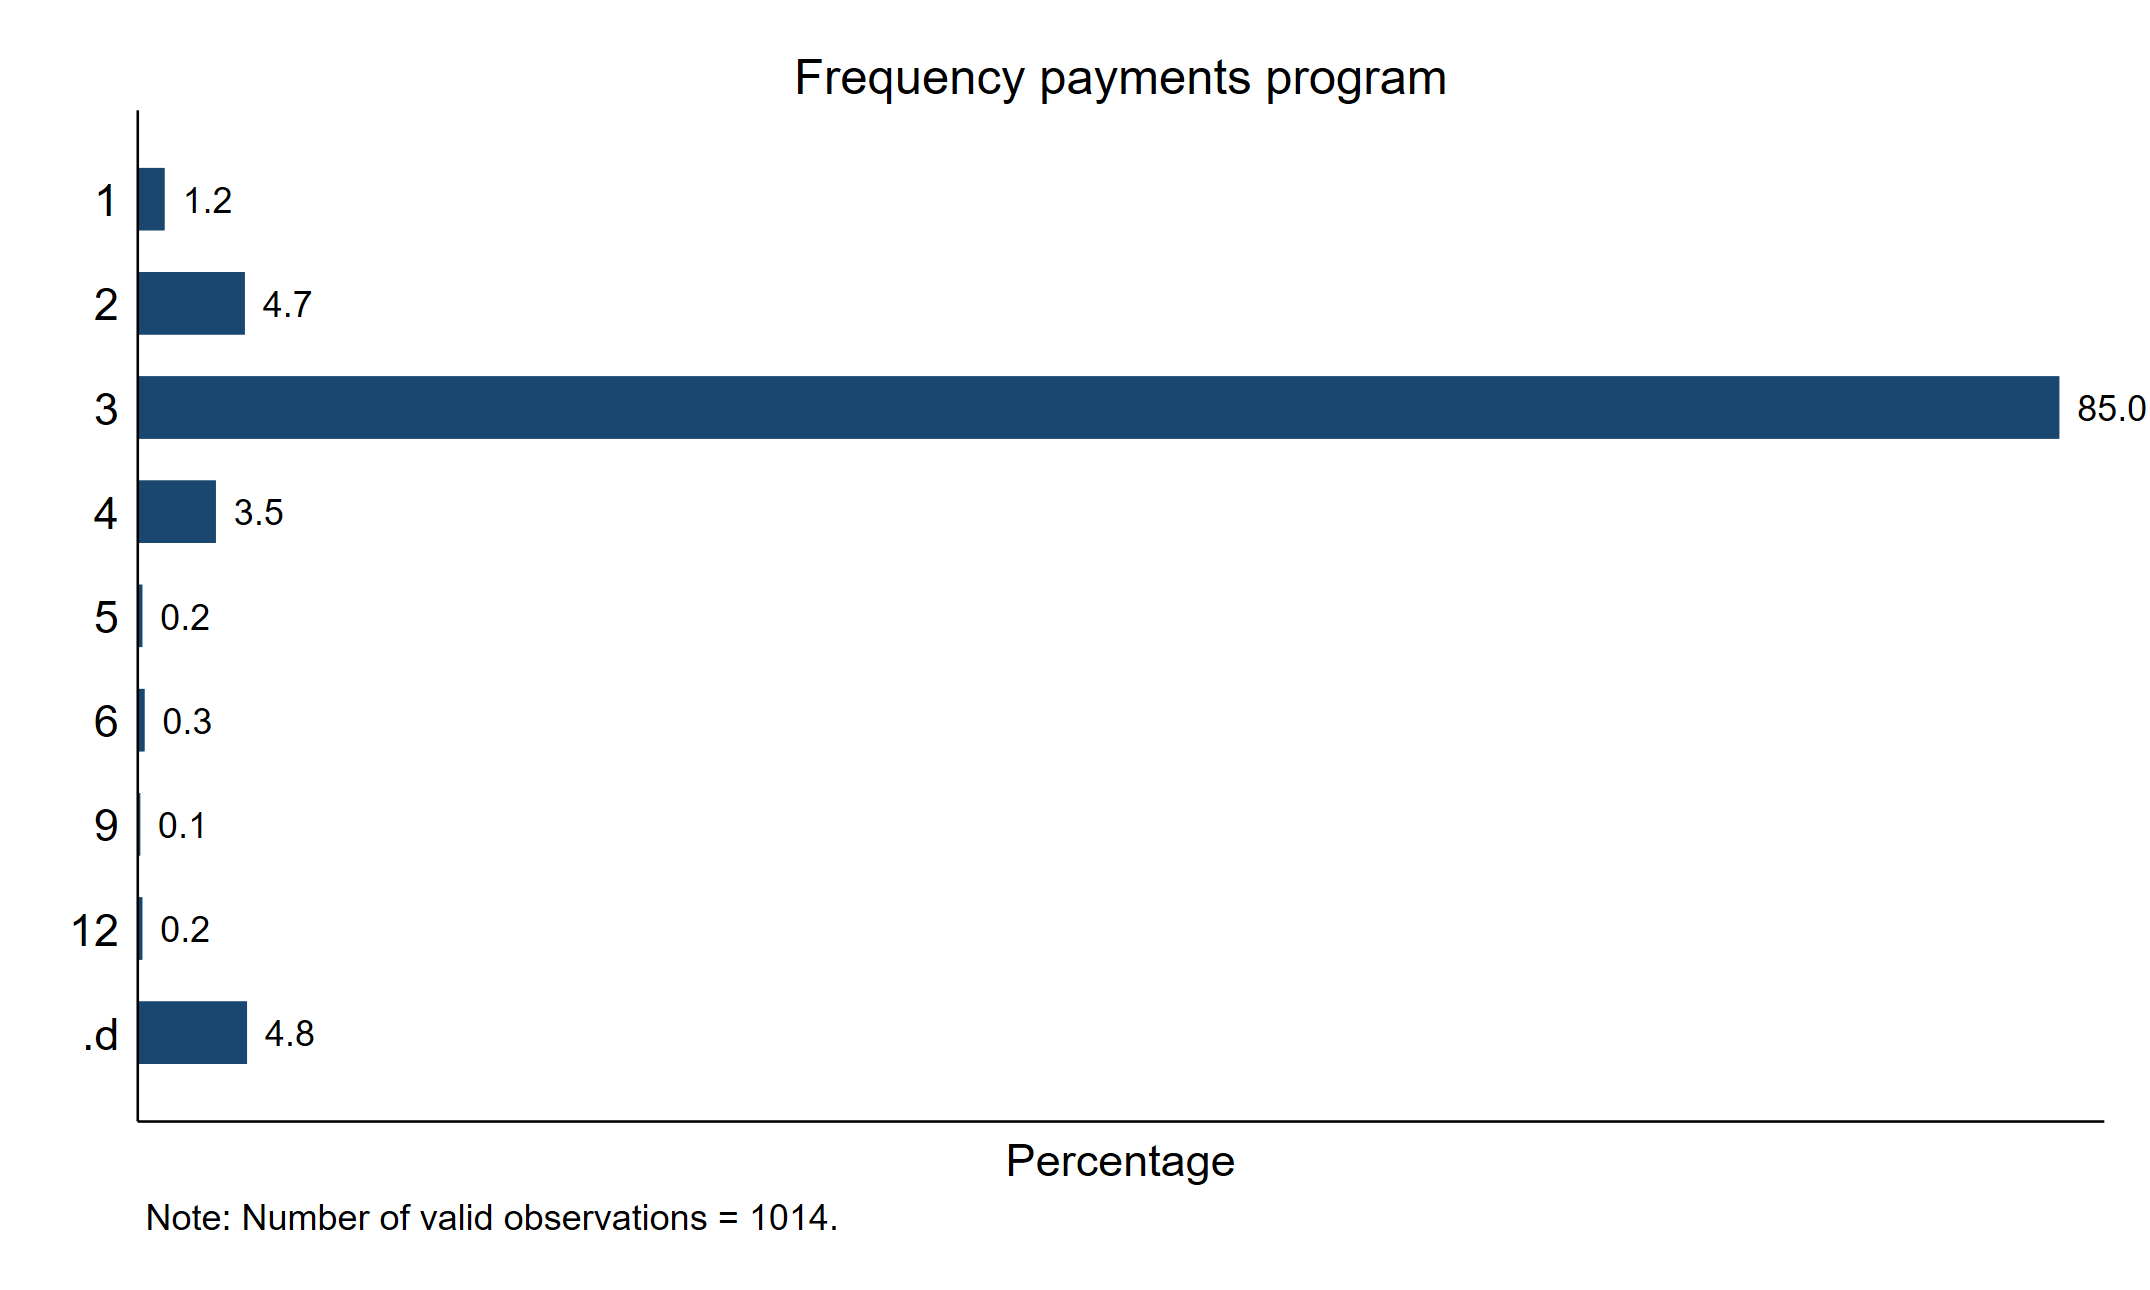 Frequency payments program
1 1.2
2 4.7
3 85.0
4 3.5
5 0.2
6 0.3
9 0.1
12 0.2
.d 4.8
Percentage
Note: Number of valid observations = 1014.